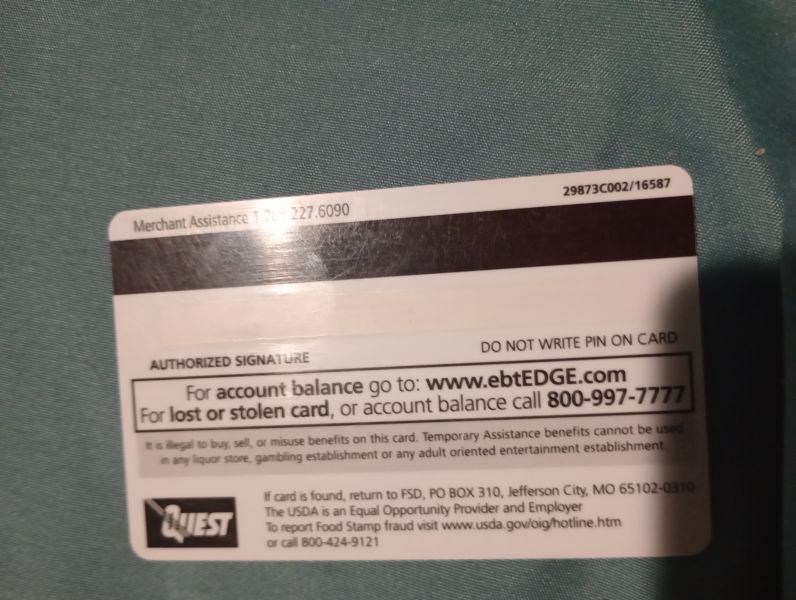 29873C002/16587
Merchant Assistance 1. 227.6090
AUTHORIZED SIGNATURE
DO NOT WRITE PIN ON CARD
For account balance go to: www.ebtEDGE.com
For lost or stolen card, or account balance call 800-997-7777
It is illegal to buy, sell, or misuse benefits on this card. Temporary Assistance benefits cannot be used
in any liquor store, gambling establishment or any adult oriented entertainment establishment.
QUEST
If card is found, return to FSD, PO BOX 310, Jefferson City, MO 65102-0310
The USDA is an Equal Opportunity Provider and Employer
To report Food Stamp fraud visit www.usda.gov/oig/hotline.htm
or call 800-424-9121